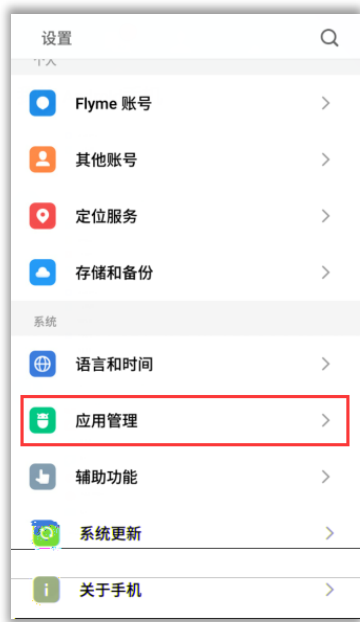 设置
个人
Flyme 账号
其他账号
定位服务
存储和备份
系统
语言和时间
应用管理
辅助功能
系统更新
关于手机